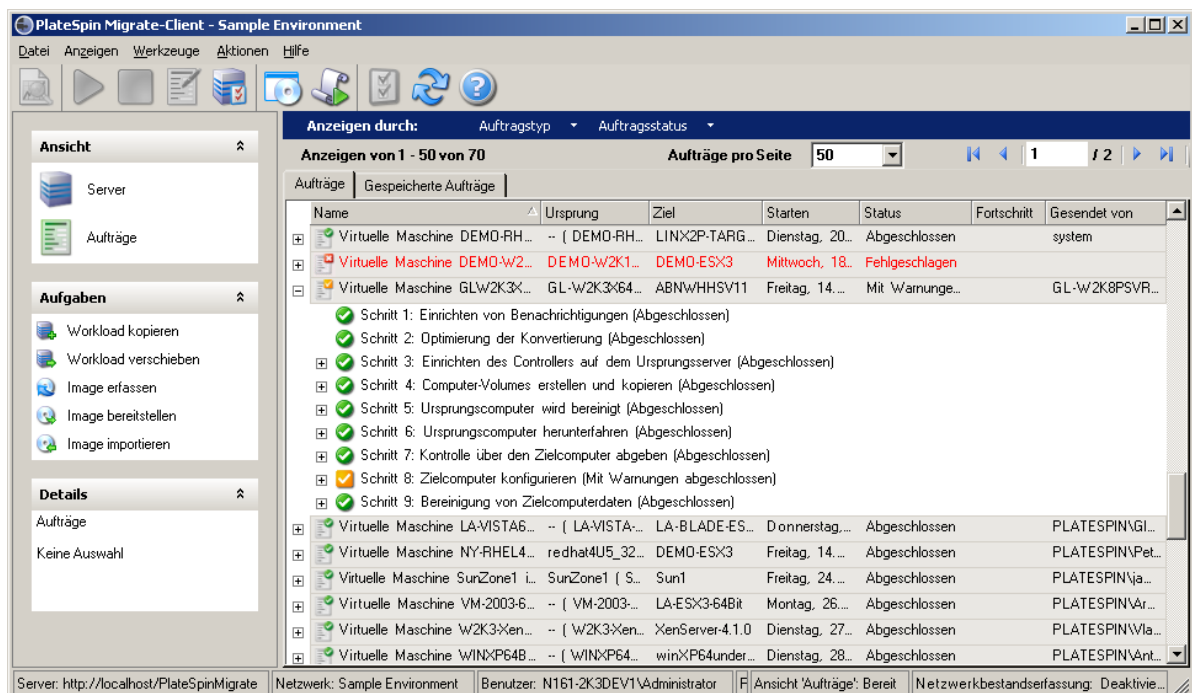 PlateSpin Migrate-Client - Sample Environment
Datei Anzeigen Werkzeuge Aktionen Hilfe
Ansicht
Server
Aufträge
Aufgaben
Workload kopieren
Workload verschieben
Image erfassen
Image bereitstellen
Image importieren
Details
Aufträge
Keine Auswahl
Anzeigen durch: Auftragstyp Auftragsstatus
Anzeigen von 1 - 50 von 70 Aufträge pro Seite 50 1 / 2
Aufträge Gespeicherte Aufträge
Name Ursprung Ziel Starten Status Fortschritt Gesendet von
Virtuelle Maschine DEMO-RH... -- ( DEMO-RH... LINX2P-TARG... Dienstag, 20... Abgeschlossen system
Virtuelle Maschine DEMO-W2... DEMO-W2K1... DEMO-ESX3 Mittwoch, 18... Fehlgeschlagen
Virtuelle Maschine GLW2K3X... GL-W2K3X64... ABNWHHSV11 Freitag, 14.... Mit Warnunge... GL-W2K8PSVR...
Schritt 1: Einrichten von Benachrichtigungen (Abgeschlossen)
Schritt 2: Optimierung der Konvertierung (Abgeschlossen)
Schritt 3: Einrichten des Controllers auf dem Ursprungsserver (Abgeschlossen)
Schritt 4: Computer-Volumes erstellen und kopieren (Abgeschlossen)
Schritt 5: Ursprungscomputer wird bereinigt (Abgeschlossen)
Schritt 6: Ursprungscomputer herunterfahren (Abgeschlossen)
Schritt 7: Kontrolle über den Zielcomputer abgeben (Abgeschlossen)
Schritt 8: Zielcomputer konfigurieren (Mit Warnungen abgeschlossen)
Schritt 9: Bereinigung von Zielcomputerdaten (Abgeschlossen)
Virtuelle Maschine LA-VISTA6... -- ( LA-VISTA-... LA-BLADE-ES... Donnerstag,... Abgeschlossen PLATESPIN\Gl...
Virtuelle Maschine NY-RHEL4... redhat4U5_32... DEMO-ESX3 Freitag, 14.... Abgeschlossen PLATESPIN\Pet...
Virtuelle Maschine SunZone1 i... SunZone1 ( S... Sun1 Freitag, 24.... Abgeschlossen PLATESPIN\ja...
Virtuelle Maschine VM-2003-6... -- ( VM-2003-... LA-ESX3-64Bit Montag, 26.... Abgeschlossen PLATESPIN\Ar...
Virtuelle Maschine W2K3-Xen... -- ( W2K3-Xen... XenServer-4.1.0 Dienstag, 27... Abgeschlossen PLATESPIN\Vla...
Virtuelle Maschine WINXP64B... -- ( WINXP64... winXP64under... Dienstag, 28... Abgeschlossen PLATESPIN\Ant...
Server: http://localhost/PlateSpinMigrate Netzwerk: Sample Environment Benutzer: N161-2K3DEV1\Administrator F Ansicht 'Aufträge': Bereit Netzwerkbestandserfassung: Deaktivie...